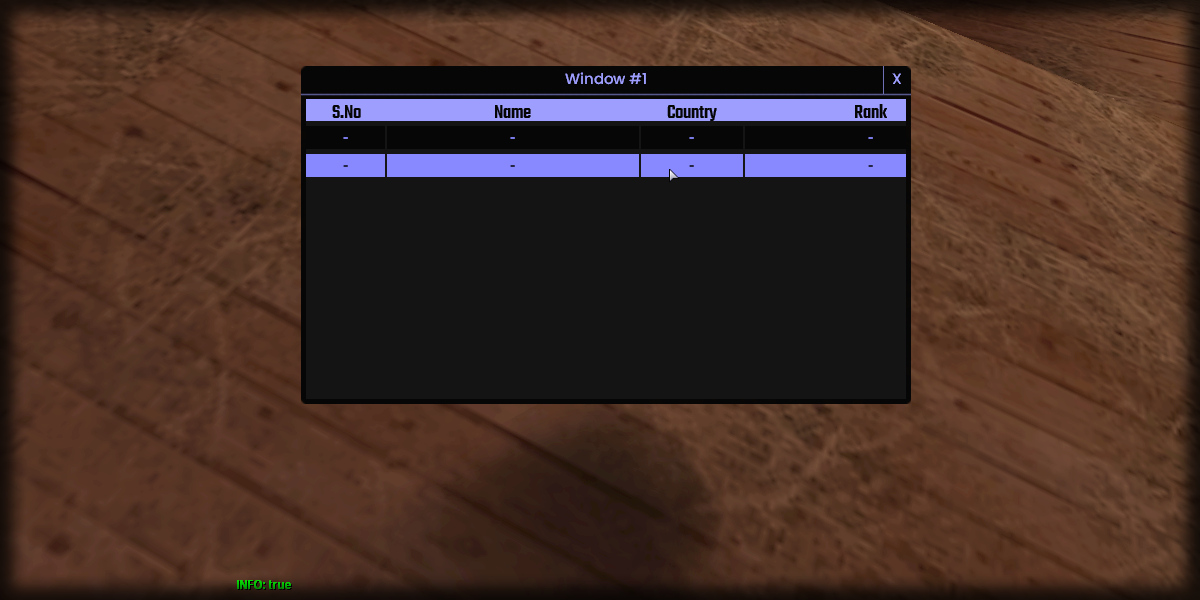 Window #1 X
S.No Name Country Rank
- - - -
- - - -
INFO: true